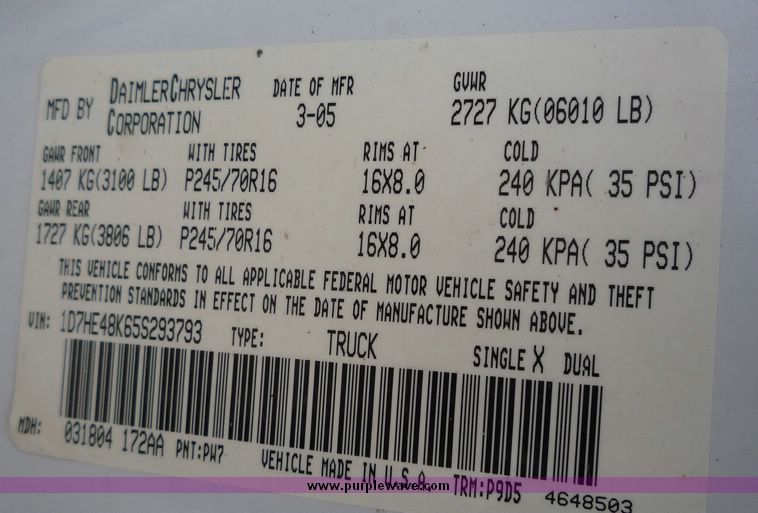 MFD BY DAIMLERCHRYSLER CORPORATION DATE OF MFR 3-05 GVWR 2727 KG(06010 LB)
GAWR FRONT WITH TIRES RIMS AT COLD
1407 KG(3100 LB) P245/70R16 16X8.0 240 KPA( 35 PSI)
GAWR REAR WITH TIRES RIMS AT COLD
1727 KG(3806 LB) P245/70R16 16X8.0 240 KPA( 35 PSI)
THIS VEHICLE CONFORMS TO ALL APPLICABLE FEDERAL MOTOR VEHICLE SAFETY AND THEFT
PREVENTION STANDARDS IN EFFECT ON THE DATE OF MANUFACTURE SHOWN ABOVE.
VIN: 1D7HE48K65S293793 TYPE: TRUCK SINGLE X DUAL
MDH: 031804 172AA PNT:PW7 VEHICLE MADE IN U.S.A. TRM:P9D5 4648503
www.purplewave.com